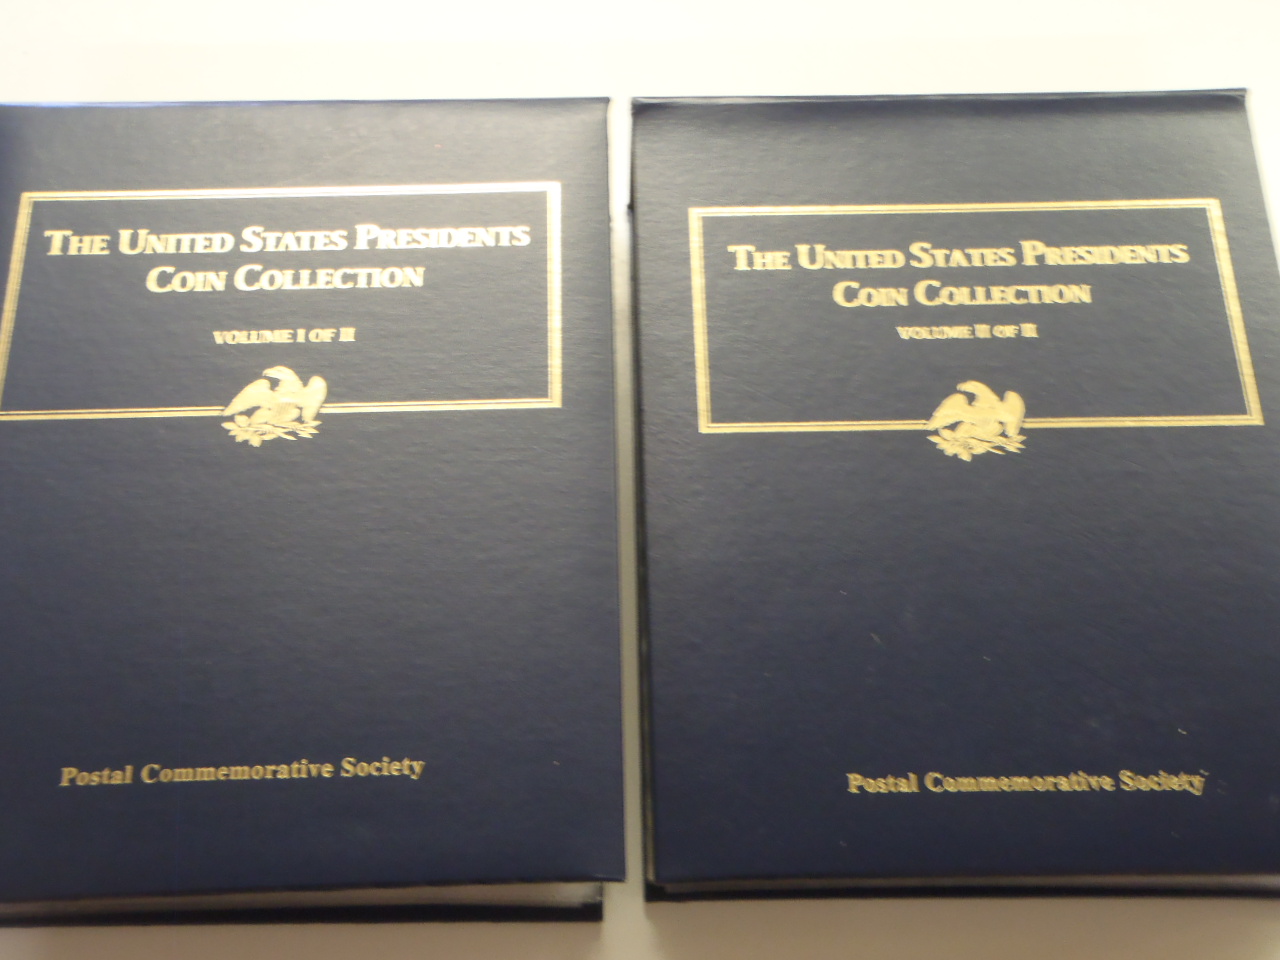 THE UNITED STATES PRESIDENTS
COIN COLLECTION
VOLUME I OF II
Postal Commemorative Society
THE UNITED STATES PRESIDENTS
COIN COLLECTION
VOLUME II OF II
Postal Commemorative Society